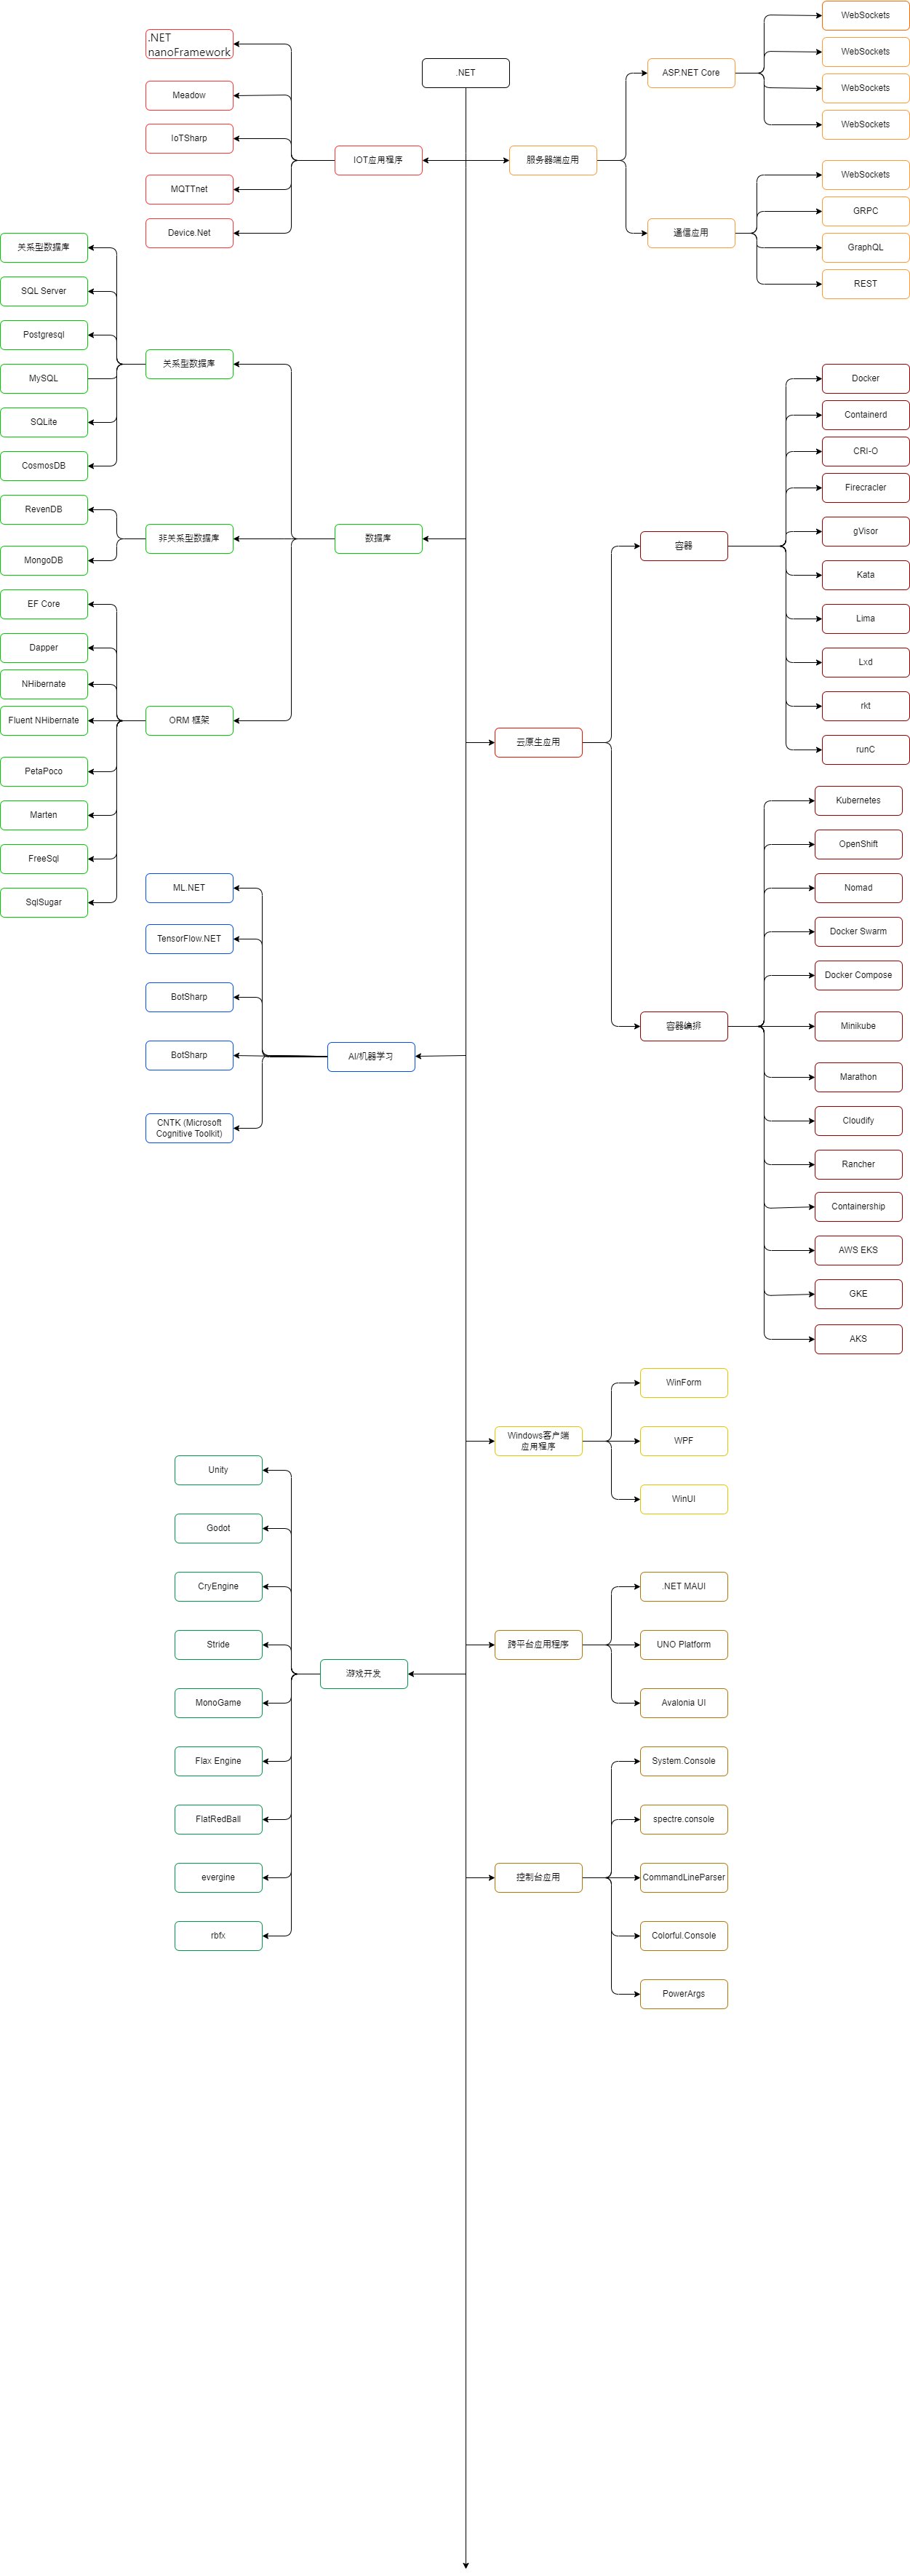 .NET
IOT应用程序
.NET
nanoFramework
Meadow
IoTSharp
MQTTnet
Device.Net
服务器端应用
ASP.NET Core
WebSockets
WebSockets
WebSockets
WebSockets
通信应用
WebSockets
GRPC
GraphQL
REST
数据库
关系型数据库
关系型数据库
SQL Server
Postgresql
MySQL
SQLite
CosmosDB
非关系型数据库
RevenDB
MongoDB
ORM 框架
EF Core
Dapper
NHibernate
Fluent NHibernate
PetaPoco
Marten
FreeSql
SqlSugar
云原生应用
容器
Docker
Containerd
CRI-O
Firecracler
gVisor
Kata
Lima
Lxd
rkt
runC
容器编排
Kubernetes
OpenShift
Nomad
Docker Swarm
Docker Compose
Minikube
Marathon
Cloudify
Rancher
Containership
AWS EKS
GKE
AKS
AI/机器学习
ML.NET
TensorFlow.NET
BotSharp
BotSharp
CNTK (Microsoft
Cognitive Toolkit)
Windows客户端
应用程序
WinForm
WPF
WinUI
跨平台应用程序
.NET MAUI
UNO Platform
Avalonia UI
游戏开发
Unity
Godot
CryEngine
Stride
MonoGame
Flax Engine
FlatRedBall
evergine
rbfx
控制台应用
System.Console
spectre.console
CommandLineParser
Colorful.Console
PowerArgs